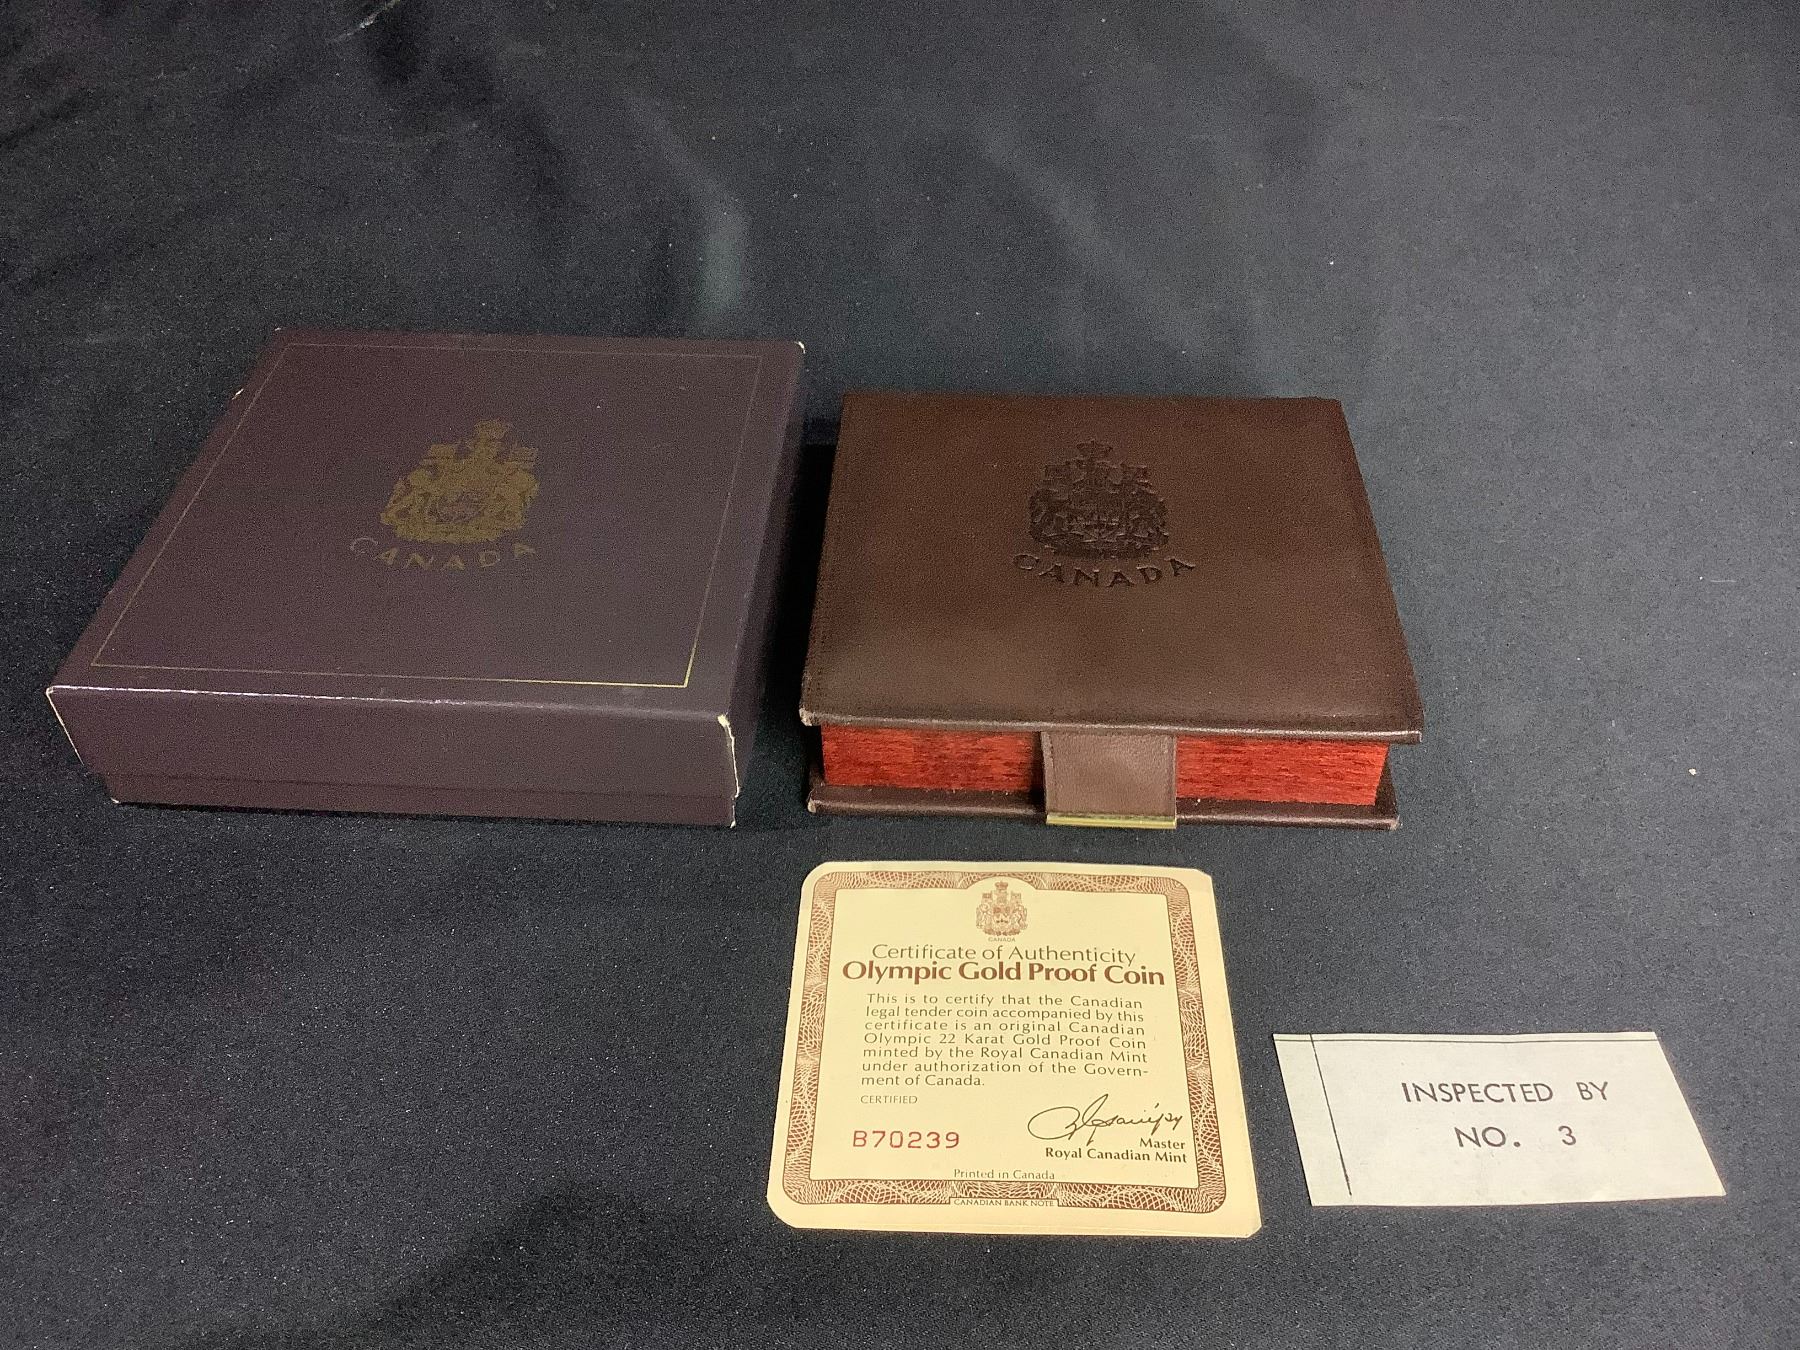 CANADA
CANADA
CANADA
Certificate of Authenticity
Olympic Gold Proof Coin
This is to certify that the Canadian
legal tender coin accompanied by this
certificate is an original Canadian
Olympic 22 Karat Gold Proof Coin
minted by the Royal Canadian Mint
under authorization of the Govern-
ment of Canada.
CERTIFIED
B70239
Master
Royal Canadian Mint
Printed in Canada
CANADIAN BANK NOTE
INSPECTED BY
NO. 3